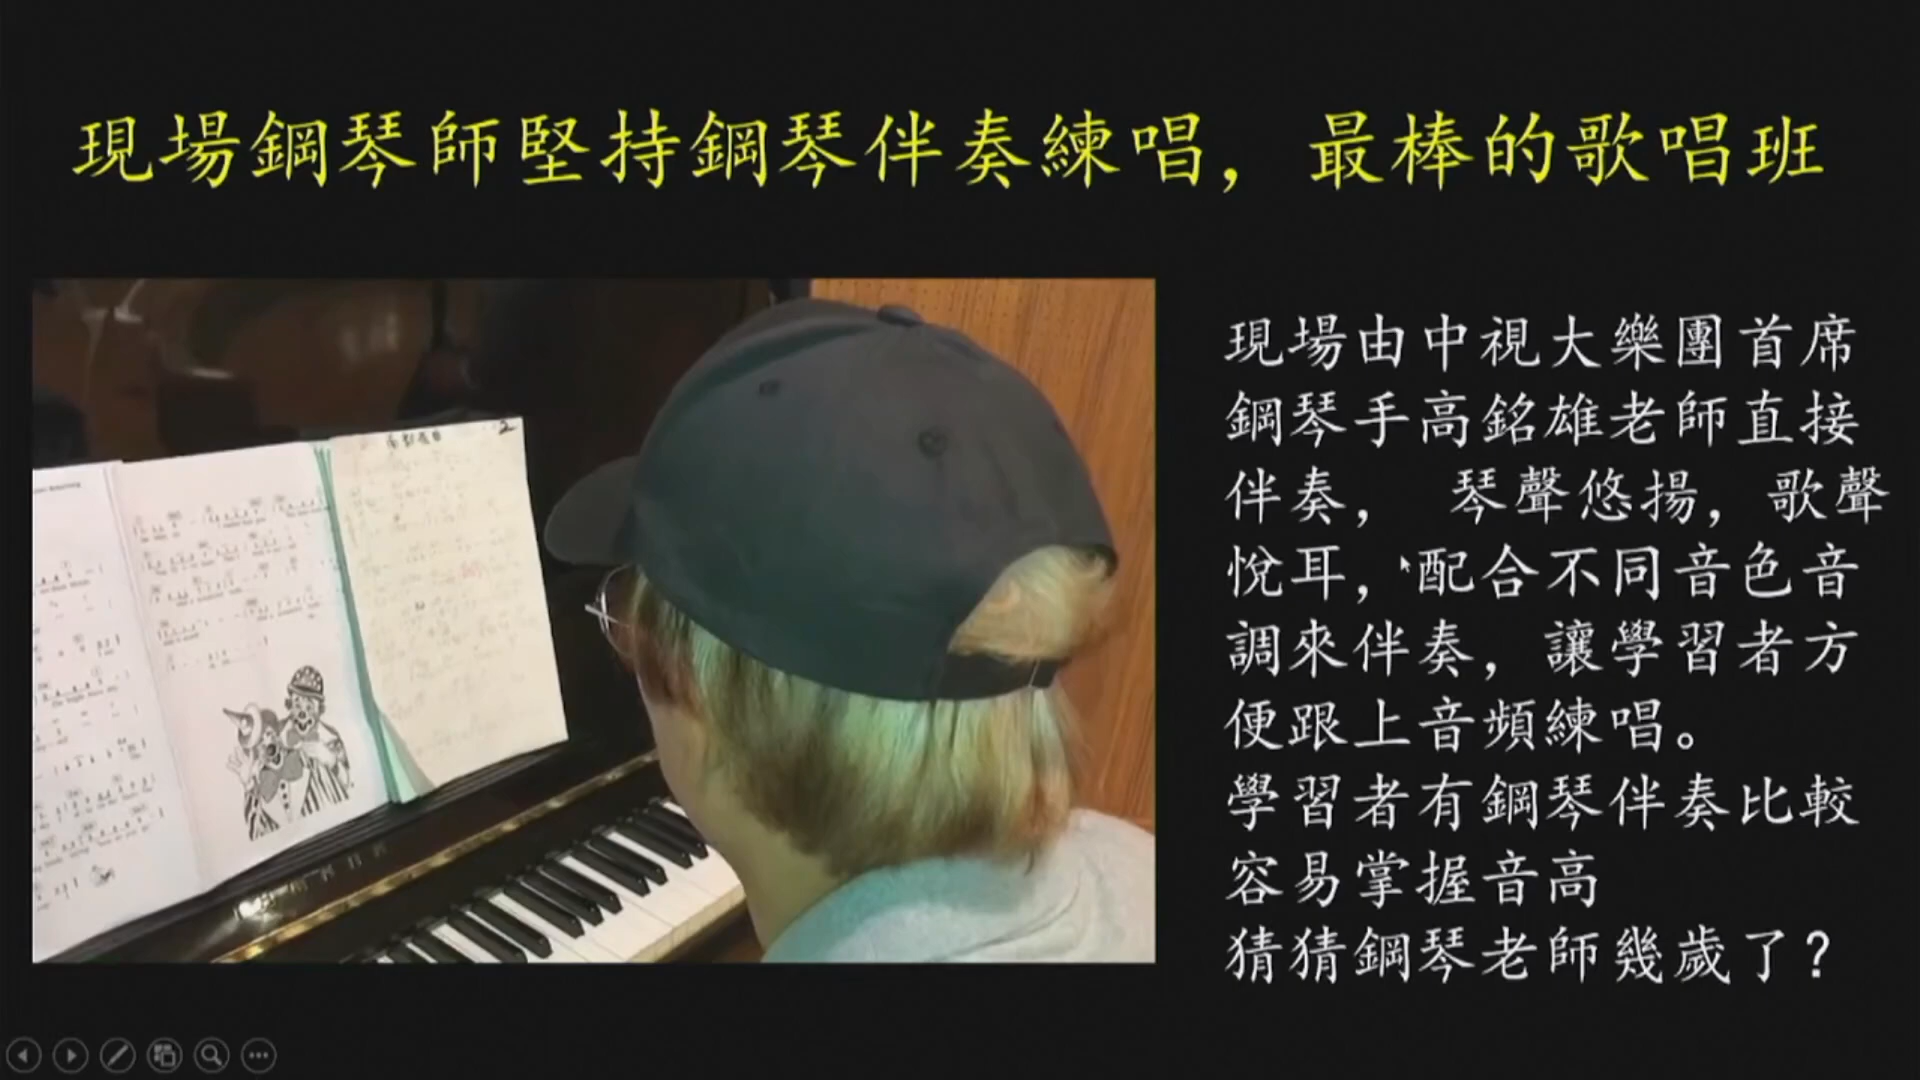 現場鋼琴師堅持鋼琴伴奏練唱，最棒的歌唱班
現場由中視大樂團首席
鋼琴手高銘雄老師直接
伴奏， 琴聲悠揚，歌聲
悅耳，配合不同音色音
調來伴奏，讓學習者方
便跟上音頻練唱。
學習者有鋼琴伴奏比較
容易掌握音高
猜猜鋼琴老師幾歲了？
2